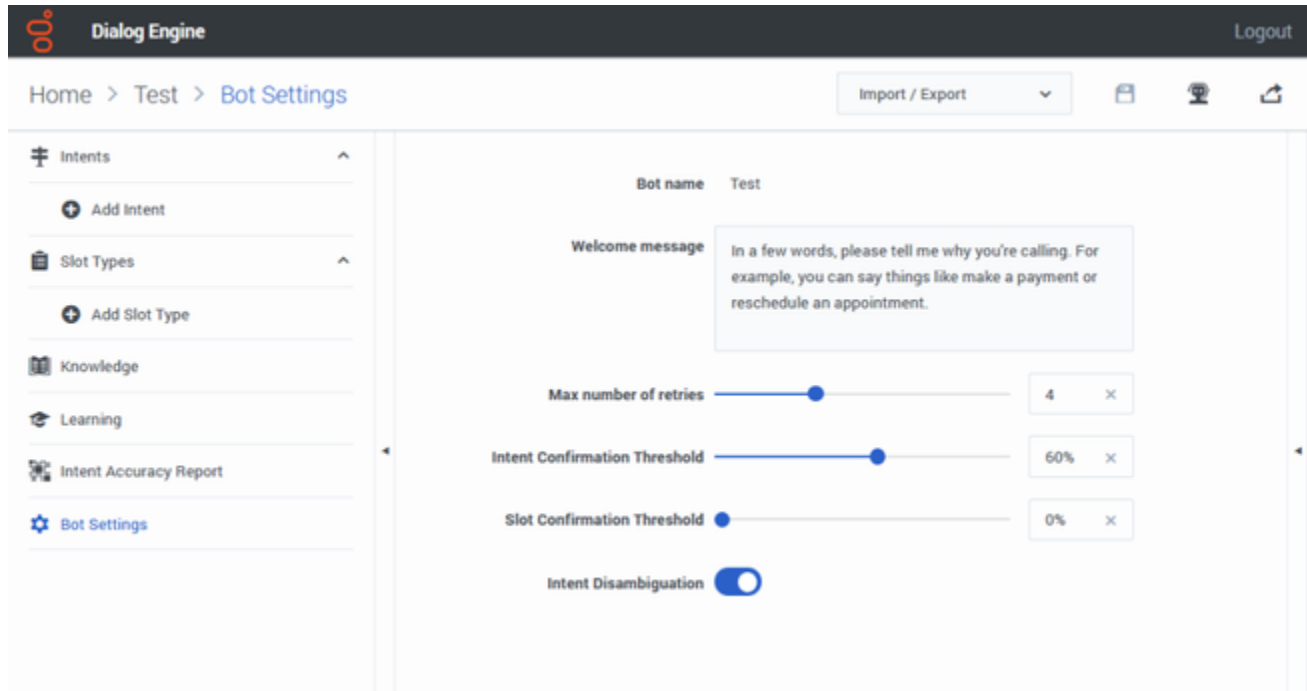 Dialog Engine
Logout
Home > Test > Bot Settings
Import / Export
Intents
Add Intent
Slot Types
Add Slot Type
Knowledge
Learning
Intent Accuracy Report
Bot Settings
Bot name Test
Welcome message
In a few words, please tell me why you're calling. For
example, you can say things like make a payment or
reschedule an appointment.
Max number of retries 4
Intent Confirmation Threshold 60%
Slot Confirmation Threshold 0%
Intent Disambiguation